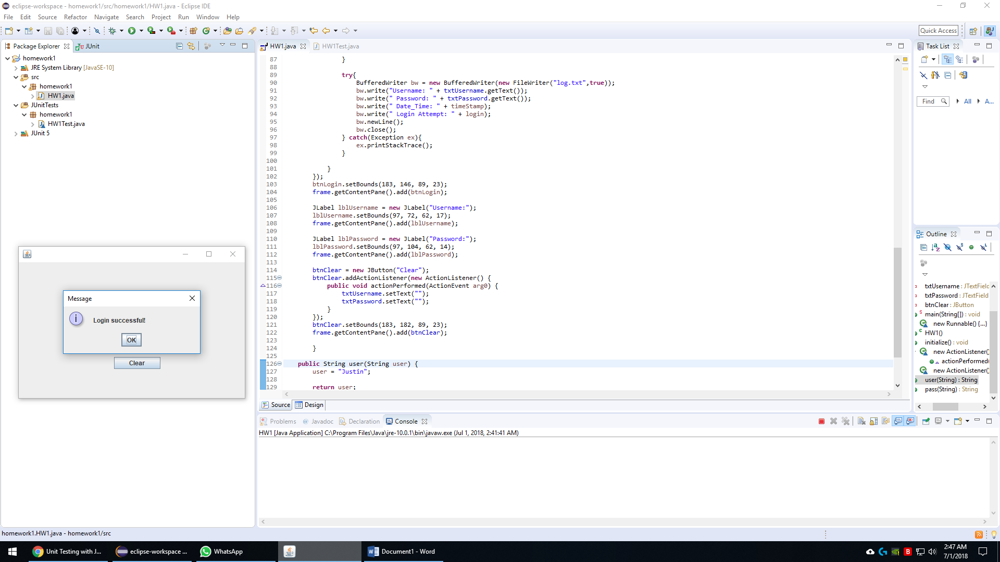 eclipse-workspace - homework1/src/homework1/HW1.java - Eclipse IDE
File Edit Source Refactor Navigate Search Project Run Window Help
Quick Access
Package Explorer
JUnit
homework1
JRE System Library [JavaSE-10]
src
homework1
HW1.java
JUnitTests
homework1
HW1Test.java
JUnit 5
Message
Login successful!
OK
Clear
HW1.java
HW1Test.java
87 }
88
89 try{
90 BufferedWriter bw = new BufferedWriter(new FileWriter("log.txt",true));
91 bw.write("Username: " + txtUsername.getText());
92 bw.write(" Password: " + txtPassword.getText());
93 bw.write(" Date_Time: " + timeStamp);
94 bw.write(" Login Attempt: " + login);
95 bw.newLine();
96 bw.close();
97 } catch(Exception ex){
98 ex.printStackTrace();
99 }
100
101 }
102 });
103 btnLogin.setBounds(183, 146, 89, 23);
104 frame.getContentPane().add(btnLogin);
105
106 JLabel lblUsername = new JLabel("Username:");
107 lblUsername.setBounds(97, 72, 62, 17);
108 frame.getContentPane().add(lblUsername);
109
110 JLabel lblPassword = new JLabel("Password:");
111 lblPassword.setBounds(97, 104, 62, 14);
112 frame.getContentPane().add(lblPassword);
113
114 btnClear = new JButton("Clear");
115 btnClear.addActionListener(new ActionListener() {
116 public void actionPerformed(ActionEvent arg0) {
117 txtUsername.setText("");
118 txtPassword.setText("");
119 }
120 });
121 btnClear.setBounds(183, 182, 89, 23);
122 frame.getContentPane().add(btnClear);
123
124 }
125
126 public String user(String user) {
127 user = "Justin";
128
129 return user;
Source
Design
Task List
Find
All
A...
Outline
txtUsername : JTextField
txtPassword : JTextField
btnClear : JButton
main(String[]) : void
new Runnable() {...}
HW1()
initialize() : void
new ActionListener()
actionPerformed(
new ActionListener()
user(String) : String
pass(String) : String
Problems
@ Javadoc
Declaration
Console
HW1 [Java Application] C:\Program Files\Java\jre-10.0.1\bin\javaw.exe (Jul 1, 2018, 2:41:41 AM)
homework1.HW1.java - homework1/src
Unit Testing with J...
eclipse-workspace ...
WhatsApp
Document1 - Word
2:47 AM
7/1/2018